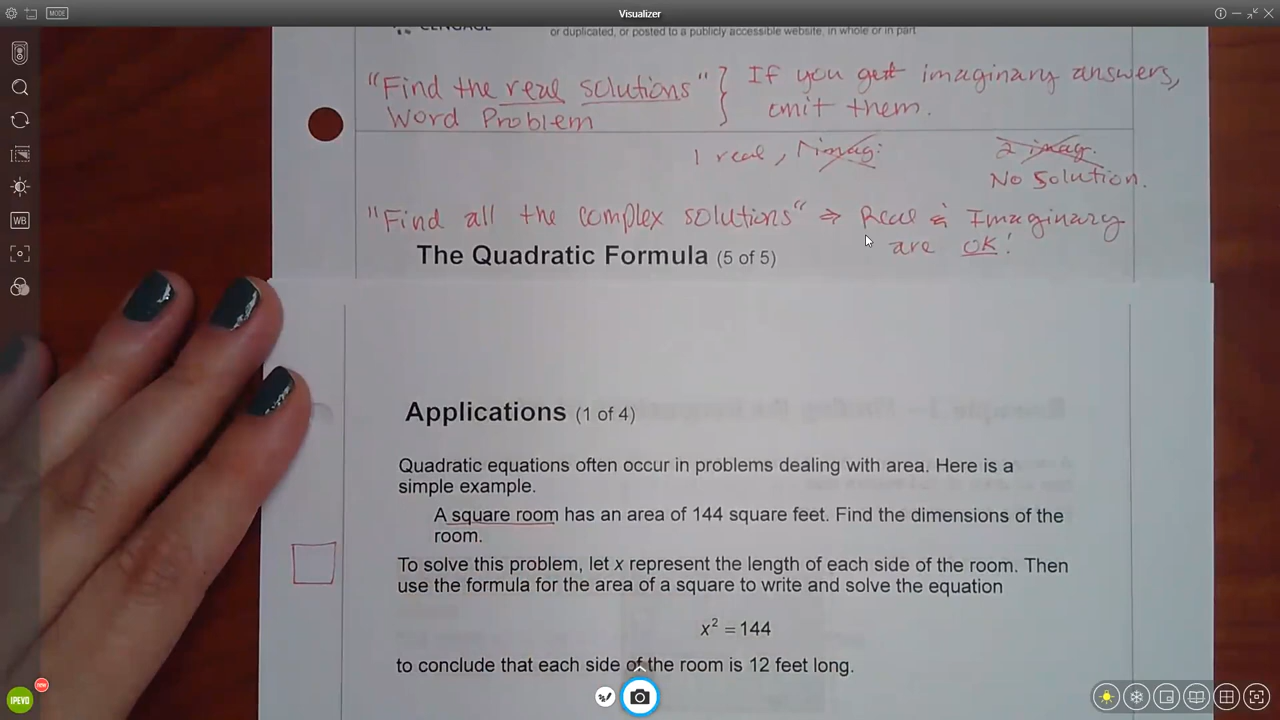 MODE
Visualizer
CENGAGE
or duplicated, or posted to a publicly accessible website, in whole or in part
"Find the real solutions" } If you get imaginary answers,
Word Problem omit them.
1 real, 1 imag. 2 imag.
No Solution.
"Find all the complex solutions" ⇒ Real & Imaginary
are OK!
The Quadratic Formula (5 of 5)
WB
Applications (1 of 4)
Quadratic equations often occur in problems dealing with area. Here is a
simple example.
A square room has an area of 144 square feet. Find the dimensions of the
room.
To solve this problem, let x represent the length of each side of the room. Then
use the formula for the area of a square to write and solve the equation
x² = 144
to conclude that each side of the room is 12 feet long.
IPEVO
new